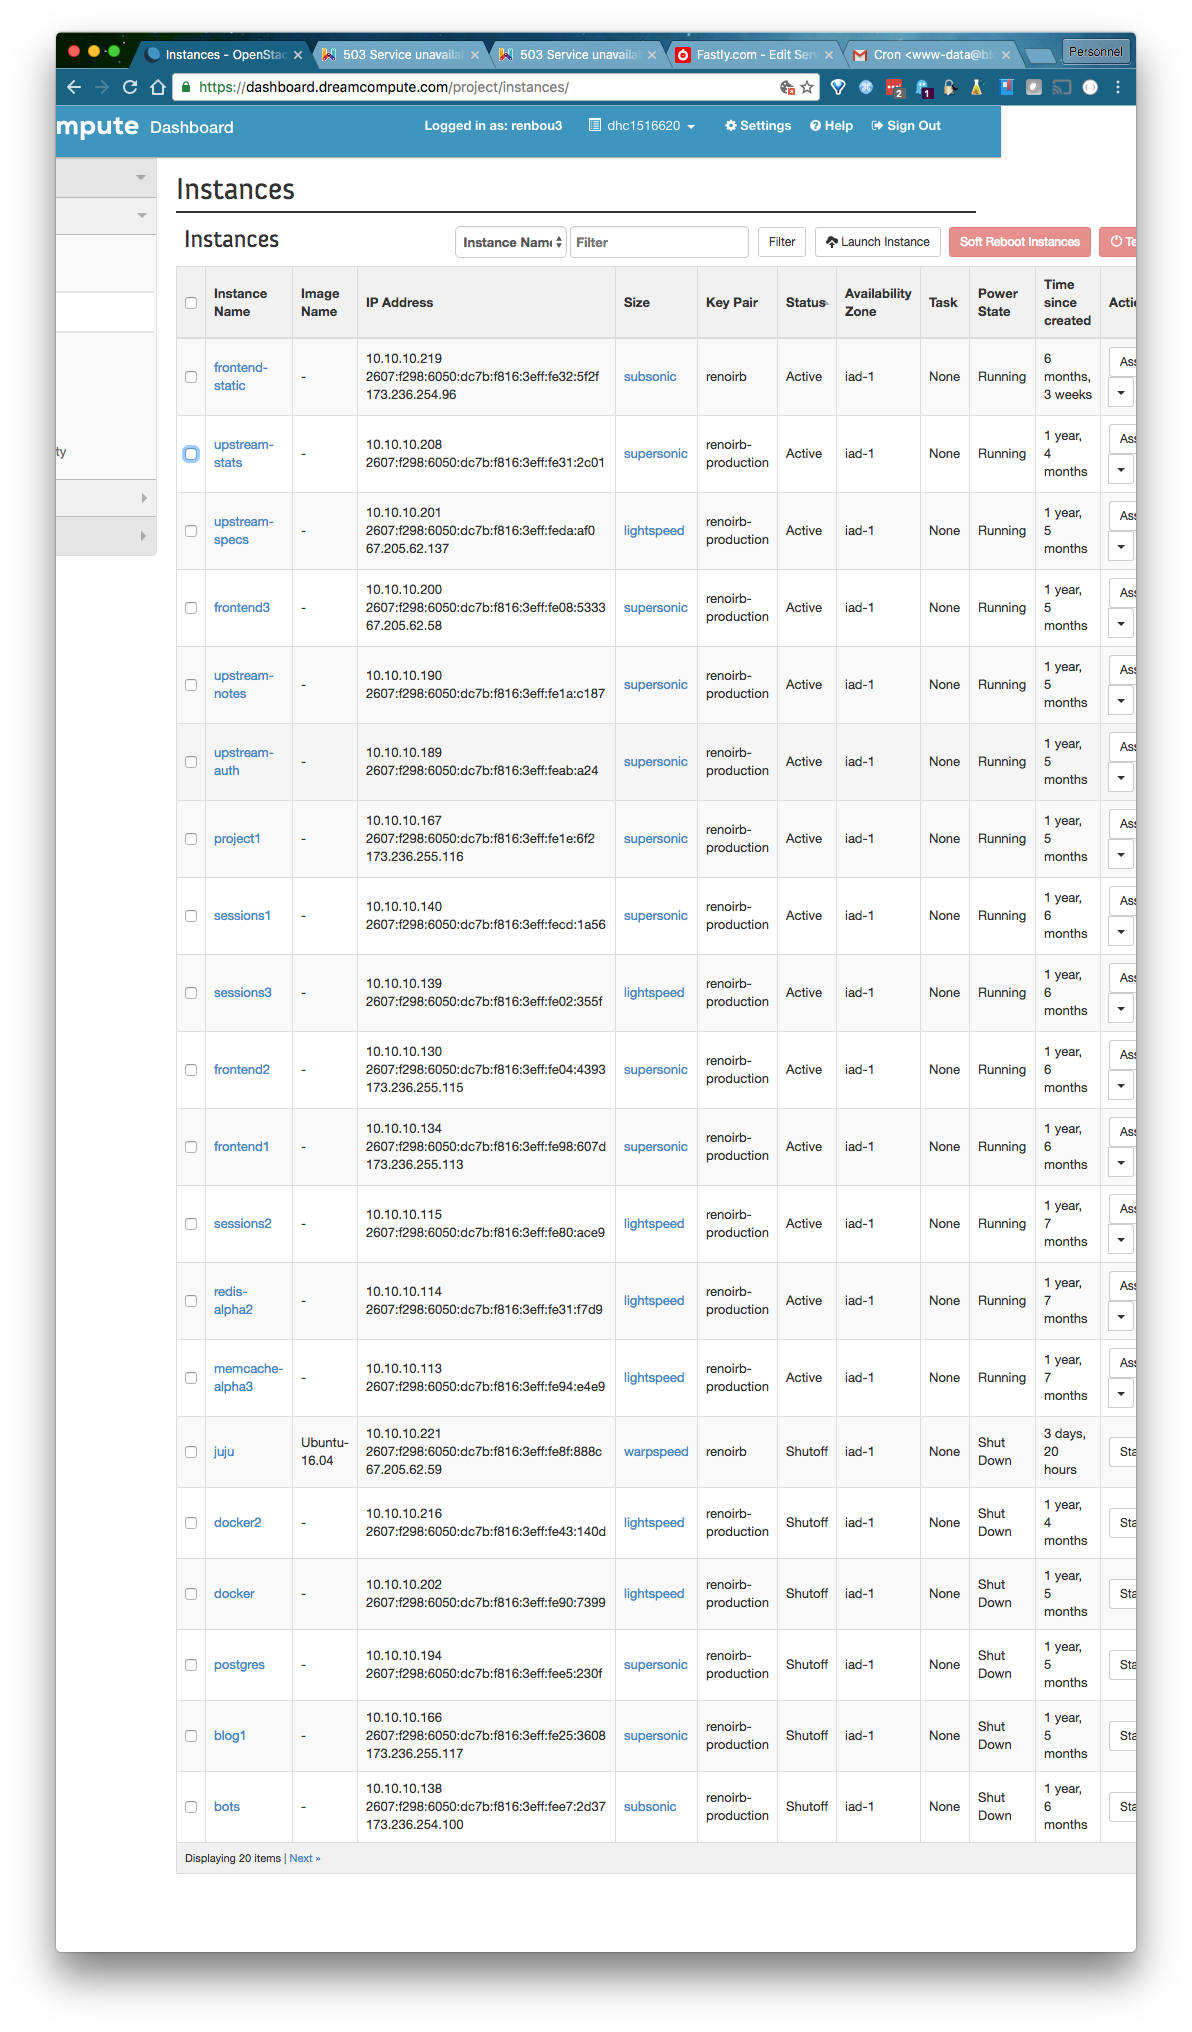 Instances - OpenStac
503 Service unavailab
503 Service unavailab
Fastly.com - Edit Serv
Cron <www-data@bl
Personnel
https://dashboard.dreamcompute.com/project/instances/
2
1
mpute Dashboard
Logged in as: renbou3
dhc1516620
Settings
Help
Sign Out
ty
Instances
Instances
Instance Name
Filter
Filter
Launch Instance
Soft Reboot Instances
Te
Instance Name
Image Name
IP Address
Size
Key Pair
Status
Availability Zone
Task
Power State
Time since created
Actio
frontend-static - 10.10.10.219 2607:f298:6050:dc7b:f816:3eff:fe32:5f2f 173.236.254.96 subsonic renoirb Active iad-1 None Running 6 months, 3 weeks Ass
upstream-stats - 10.10.10.208 2607:f298:6050:dc7b:f816:3eff:fe31:2c01 supersonic renoirb-production Active iad-1 None Running 1 year, 4 months Ass
upstream-specs - 10.10.10.201 2607:f298:6050:dc7b:f816:3eff:feda:af0 67.205.62.137 lightspeed renoirb-production Active iad-1 None Running 1 year, 5 months Ass
frontend3 - 10.10.10.200 2607:f298:6050:dc7b:f816:3eff:fe08:5333 67.205.62.58 supersonic renoirb-production Active iad-1 None Running 1 year, 5 months Ass
upstream-notes - 10.10.10.190 2607:f298:6050:dc7b:f816:3eff:fe1a:c187 supersonic renoirb-production Active iad-1 None Running 1 year, 5 months Ass
upstream-auth - 10.10.10.189 2607:f298:6050:dc7b:f816:3eff:feab:a24 supersonic renoirb-production Active iad-1 None Running 1 year, 5 months Ass
project1 - 10.10.10.167 2607:f298:6050:dc7b:f816:3eff:fe1e:6f2 173.236.255.116 supersonic renoirb-production Active iad-1 None Running 1 year, 5 months Ass
sessions1 - 10.10.10.140 2607:f298:6050:dc7b:f816:3eff:fecd:1a56 supersonic renoirb-production Active iad-1 None Running 1 year, 6 months Ass
sessions3 - 10.10.10.139 2607:f298:6050:dc7b:f816:3eff:fe02:355f lightspeed renoirb-production Active iad-1 None Running 1 year, 6 months Ass
frontend2 - 10.10.10.130 2607:f298:6050:dc7b:f816:3eff:fe04:4393 173.236.255.115 supersonic renoirb-production Active iad-1 None Running 1 year, 6 months Ass
frontend1 - 10.10.10.134 2607:f298:6050:dc7b:f816:3eff:fe98:607d 173.236.255.113 supersonic renoirb-production Active iad-1 None Running 1 year, 6 months Ass
sessions2 - 10.10.10.115 2607:f298:6050:dc7b:f816:3eff:fe80:ace9 lightspeed renoirb-production Active iad-1 None Running 1 year, 7 months Ass
redis-alpha2 - 10.10.10.114 2607:f298:6050:dc7b:f816:3eff:fe31:f7d9 lightspeed renoirb-production Active iad-1 None Running 1 year, 7 months Ass
memcache-alpha3 - 10.10.10.113 2607:f298:6050:dc7b:f816:3eff:fe94:e4e9 lightspeed renoirb-production Active iad-1 None Running 1 year, 7 months Ass
juju Ubuntu-16.04 10.10.10.221 2607:f298:6050:dc7b:f816:3eff:fe8f:888c 67.205.62.59 warpspeed renoirb Shutoff iad-1 None Shut Down 3 days, 20 hours Sta
docker2 - 10.10.10.216 2607:f298:6050:dc7b:f816:3eff:fe43:140d lightspeed renoirb-production Shutoff iad-1 None Shut Down 1 year, 4 months Sta
docker - 10.10.10.202 2607:f298:6050:dc7b:f816:3eff:fe90:7399 lightspeed renoirb-production Shutoff iad-1 None Shut Down 1 year, 5 months Sta
postgres - 10.10.10.194 2607:f298:6050:dc7b:f816:3eff:fee5:230f supersonic renoirb-production Shutoff iad-1 None Shut Down 1 year, 5 months Sta
blog1 - 10.10.10.166 2607:f298:6050:dc7b:f816:3eff:fe25:3608 173.236.255.117 supersonic renoirb-production Shutoff iad-1 None Shut Down 1 year, 5 months Sta
bots - 10.10.10.138 2607:f298:6050:dc7b:f816:3eff:fee7:2d37 173.236.254.100 subsonic renoirb-production Shutoff iad-1 None Shut Down 1 year, 6 months Sta
Displaying 20 items | Next »